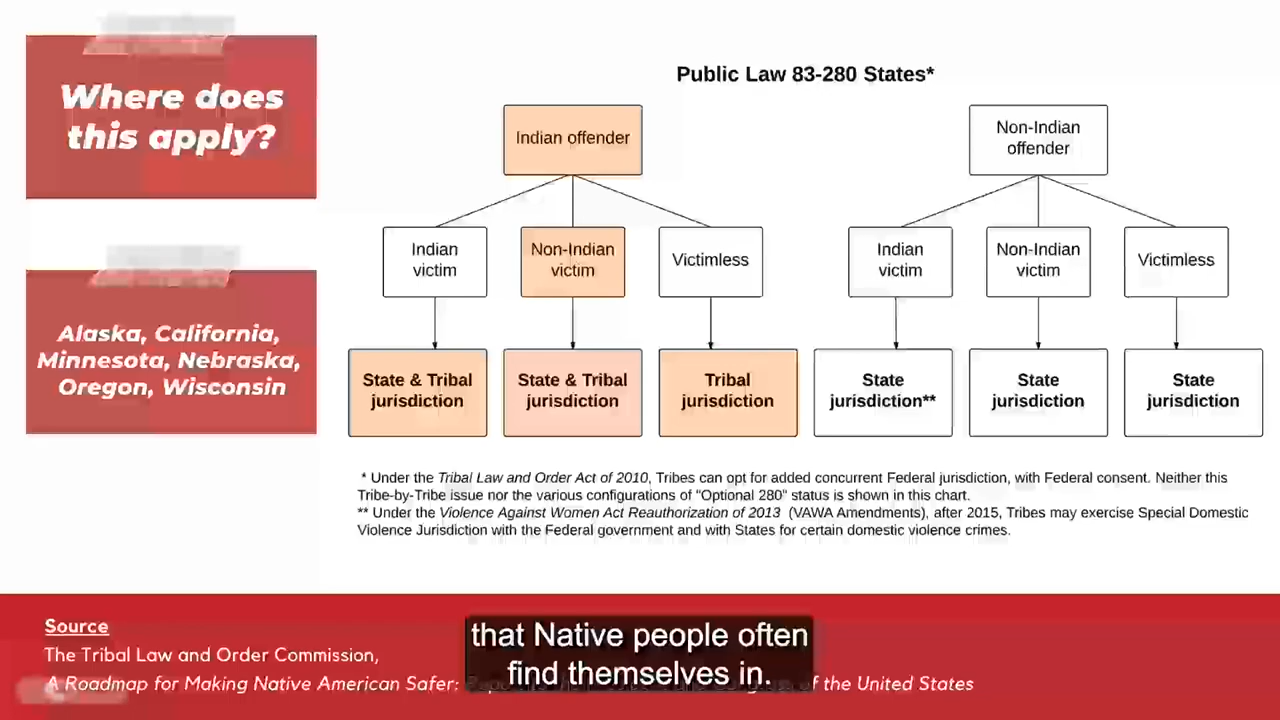 Where does
this apply?
Alaska, California,
Minnesota, Nebraska,
Oregon, Wisconsin
Public Law 83-280 States*
Indian offender
Non-Indian
offender
Indian
victim
Non-Indian
victim
Victimless
Indian
victim
Non-Indian
victim
Victimless
State & Tribal
jurisdiction
State & Tribal
jurisdiction
Tribal
jurisdiction
State
jurisdiction**
State
jurisdiction
State
jurisdiction
* Under the Tribal Law and Order Act of 2010, Tribes can opt for added concurrent Federal jurisdiction, with Federal consent. Neither this
Tribe-by-Tribe issue nor the various configurations of "Optional 280" status is shown in this chart.
** Under the Violence Against Women Act Reauthorization of 2013 (VAWA Amendments), after 2015, Tribes may exercise Special Domestic
Violence Jurisdiction with the Federal government and with States for certain domestic violence crimes.
Source
The Tribal Law and Order Commission,
A Roadmap for Making Native American Safer: of the United States
that Native people often
find themselves in.